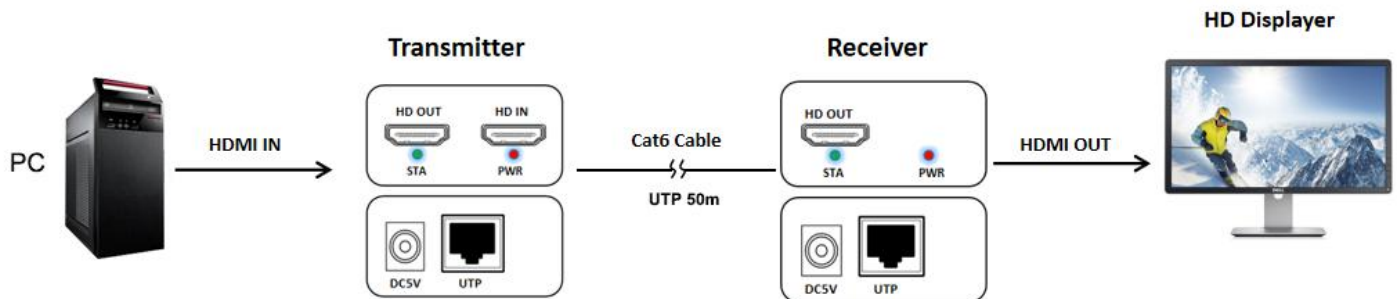 HD Displayer
Transmitter
Receiver
HD OUT
HD IN
STA
PWR
HD OUT
STA
PWR
PC
HDMI IN
Cat6 Cable
UTP 50m
HDMI OUT
DC5V
UTP
DC5V
UTP